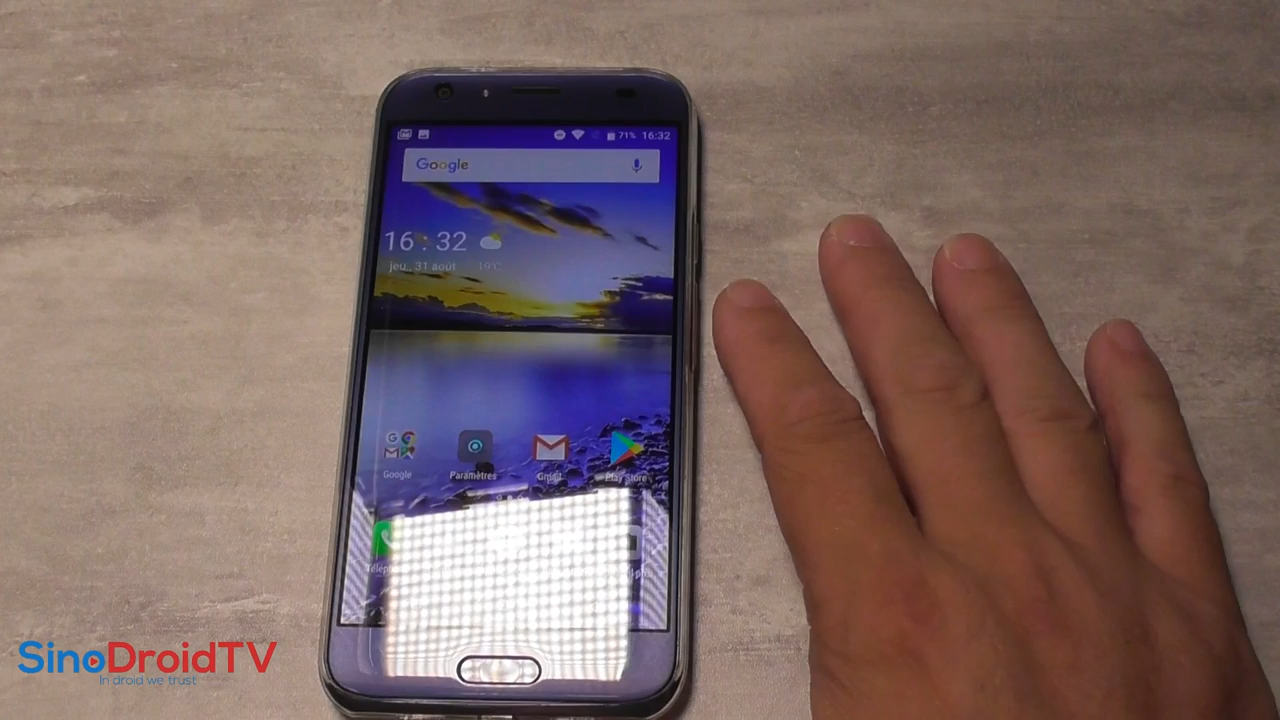 71% 16:32
Google
16:32
jeu., 31 août 19°C
Google Paramètres Gmail Play Store
SinoDroidTV
In droid we trust